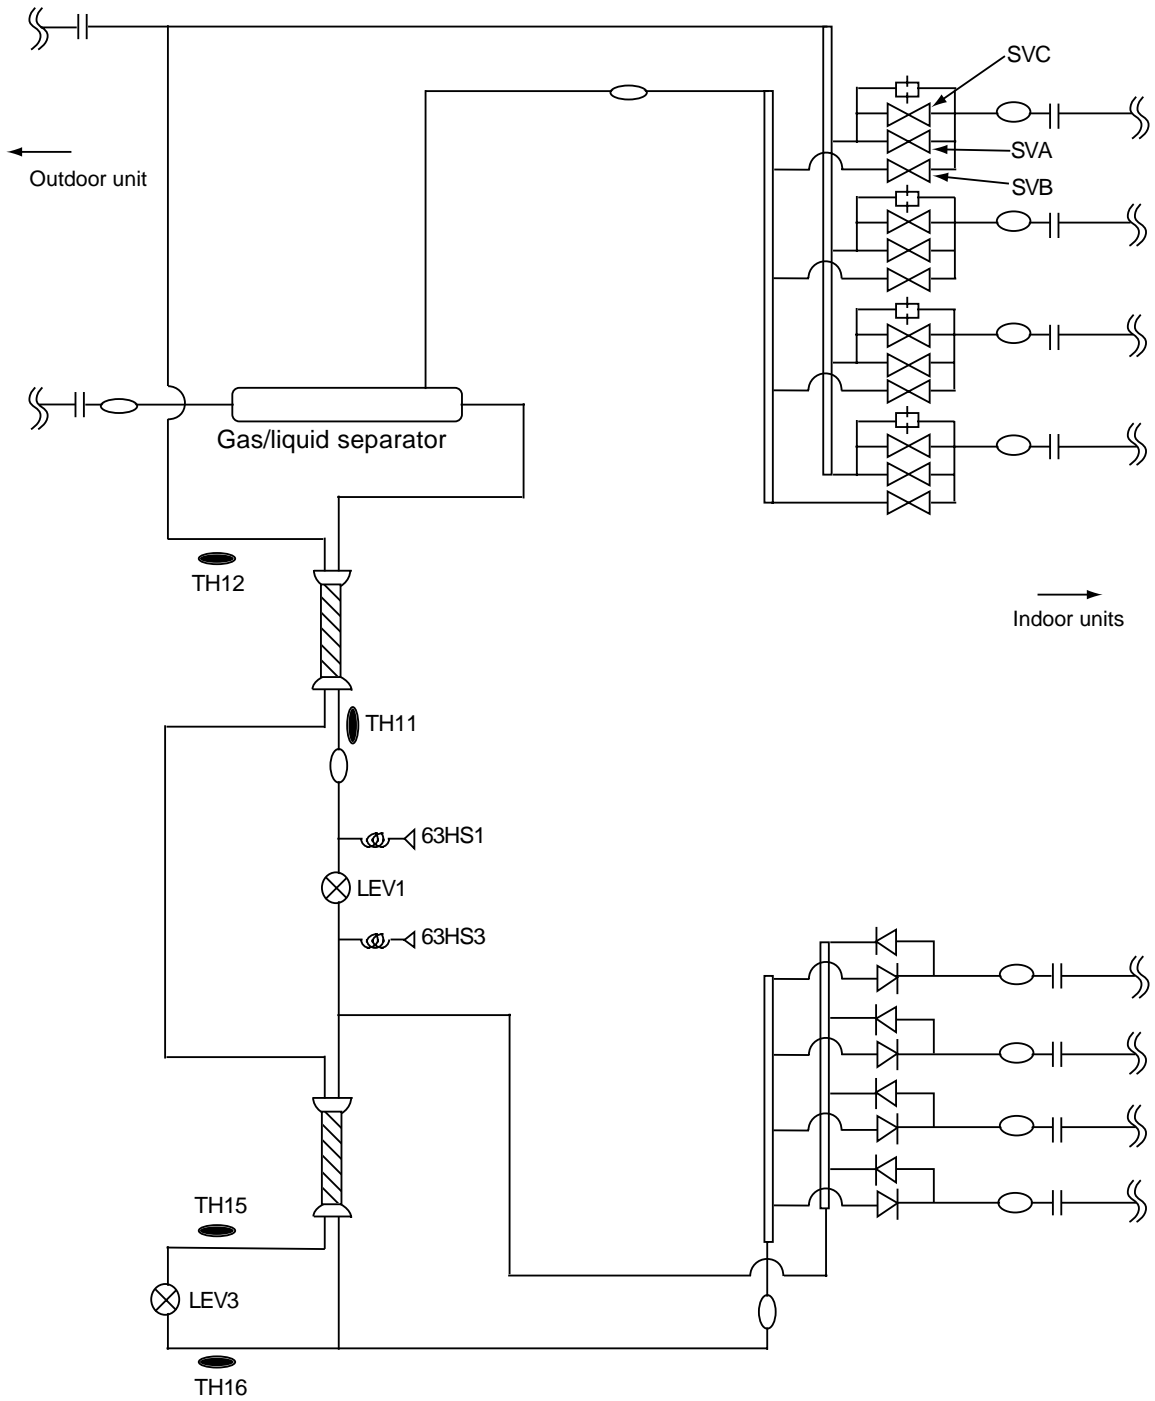 SVC
SVA
Outdoor unit
SVB
Gas/liquid separator
TH12
Indoor units
TH11
63HS1
LEV1
63HS3
TH15
LEV3
TH16